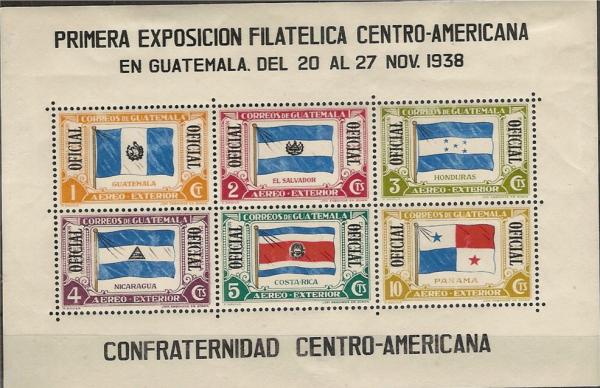 PRIMERA EXPOSICION FILATELICA CENTRO-AMERICANA
EN GUATEMALA. DEL 20 AL 27 NOV. 1938
CORREOS DE GUATEMALA
OFICIAL OFICIAL
GUATEMALA
1 CT
AEREO-EXTERIOR
CORREOS DE GUATEMALA
OFICIAL OFICIAL
EL SALVADOR
2 CTS
AEREO-EXTERIOR
CORREOS DE GUATEMALA
OFICIAL OFICIAL
HONDURAS
3 CTS
AEREO-EXTERIOR
CORREOS DE GUATEMALA
OFICIAL OFICIAL
NICARAGUA
4 CTS
AEREO-EXTERIOR
CORREOS DE GUATEMALA
OFICIAL OFICIAL
COSTA-RICA
5 CTS
AEREO-EXTERIOR
CORREOS DE GUATEMALA
OFICIAL OFICIAL
PANAMA
10 CTS
AEREO-EXTERIOR
CONFRATERNIDAD CENTRO-AMERICANA